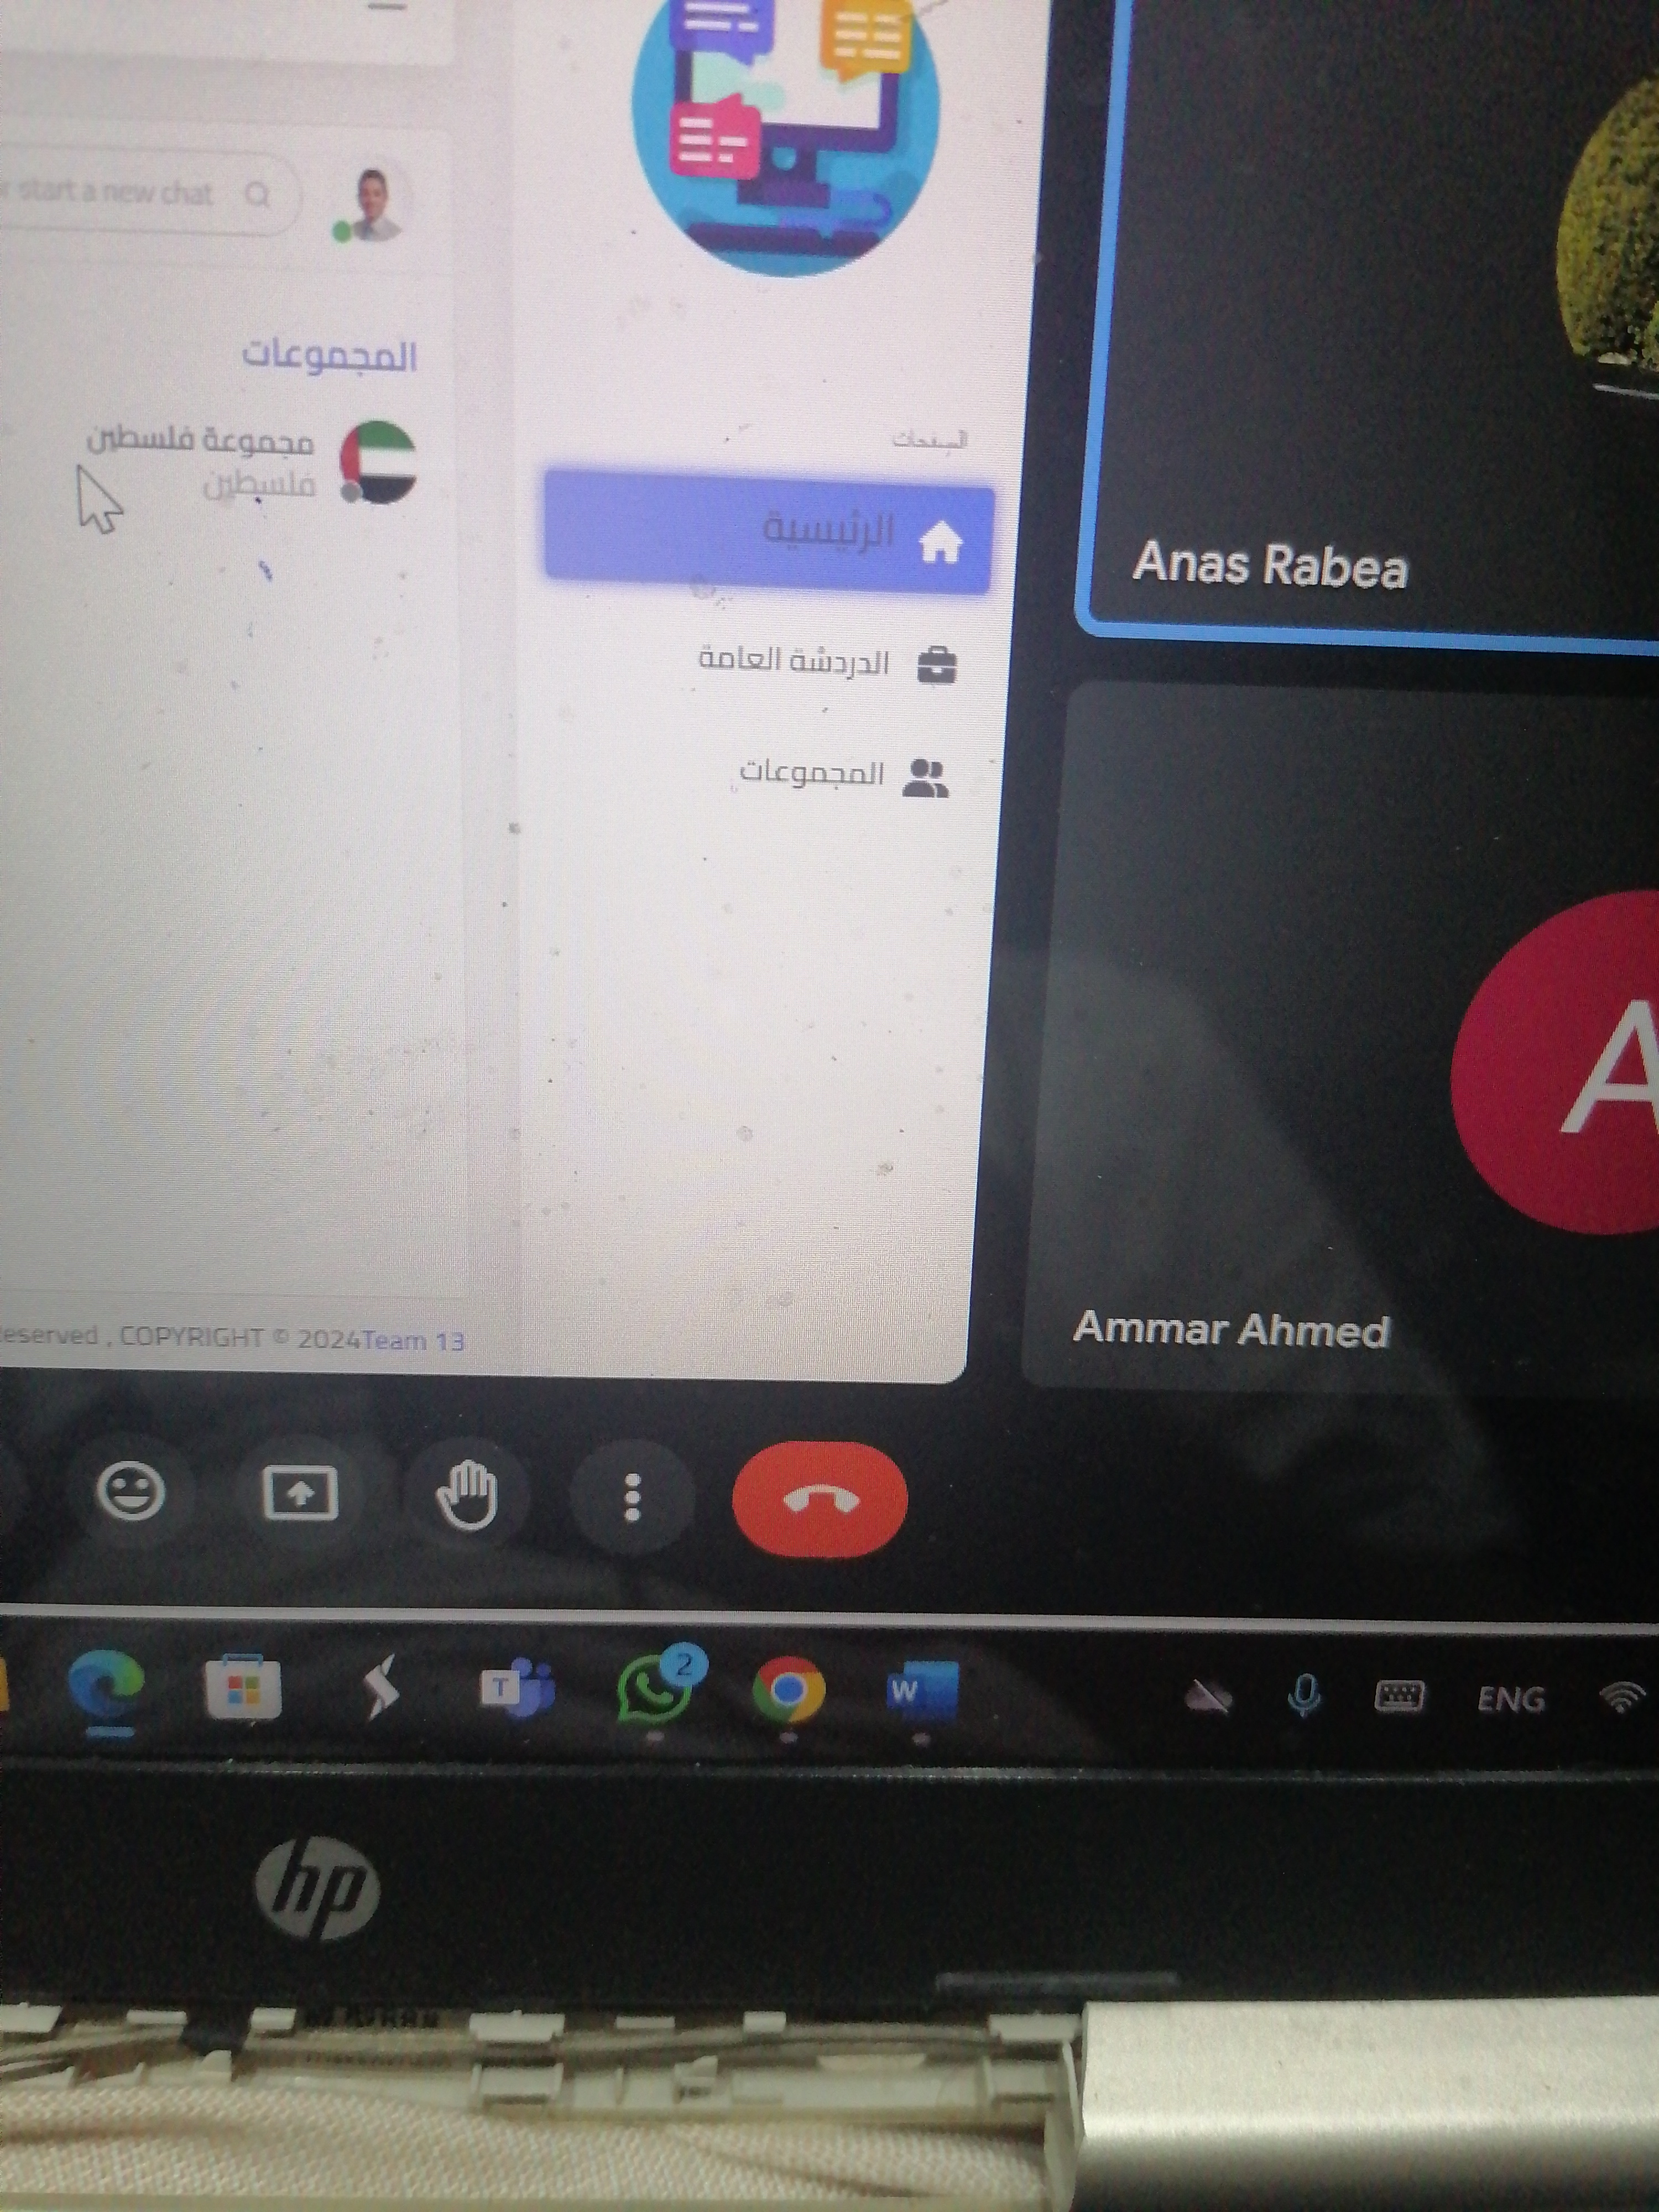 start a new chat
المجموعات
مجموعة فلسطين
فلسطين
الصفحات
الرئيسية
الدردشة العامة
المجموعات
COPYRIGHT © 2024Team 13
Anas Rabea
A
Ammar Ahmed
T
2
W
ENG
hp